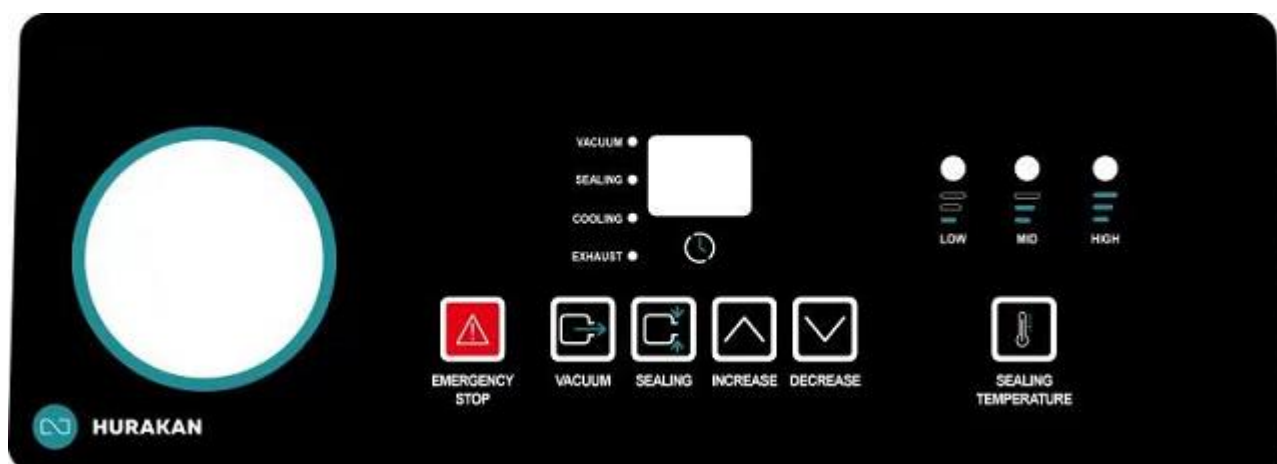 VACUUM
SEALING
COOLING
EXHAUST
LOW MID HIGH
EMERGENCY
STOP
VACUUM SEALING INCREASE DECREASE
SEALING
TEMPERATURE
HURAKAN